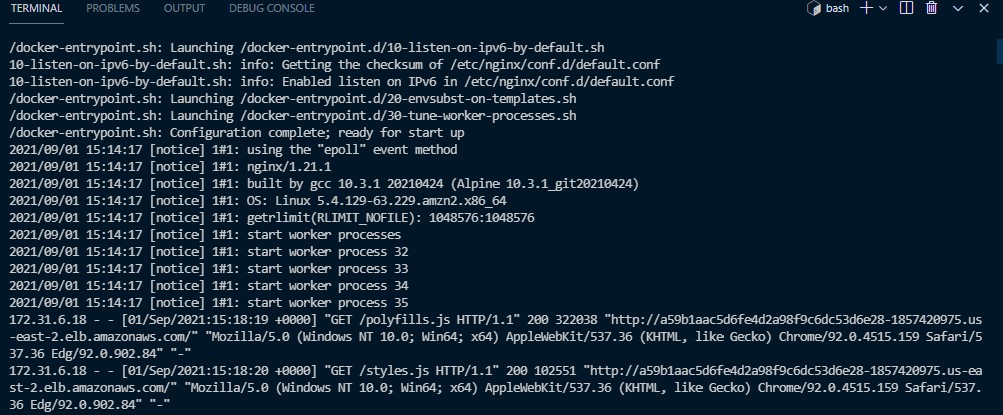 TERMINAL PROBLEMS OUTPUT DEBUG CONSOLE bash
/docker-entrypoint.sh: Launching /docker-entrypoint.d/10-listen-on-ipv6-by-default.sh
10-listen-on-ipv6-by-default.sh: info: Getting the checksum of /etc/nginx/conf.d/default.conf
10-listen-on-ipv6-by-default.sh: info: Enabled listen on IPv6 in /etc/nginx/conf.d/default.conf
/docker-entrypoint.sh: Launching /docker-entrypoint.d/20-envsubst-on-templates.sh
/docker-entrypoint.sh: Launching /docker-entrypoint.d/30-tune-worker-processes.sh
/docker-entrypoint.sh: Configuration complete; ready for start up
2021/09/01 15:14:17 [notice] 1#1: using the "epoll" event method
2021/09/01 15:14:17 [notice] 1#1: nginx/1.21.1
2021/09/01 15:14:17 [notice] 1#1: built by gcc 10.3.1 20210424 (Alpine 10.3.1_git20210424)
2021/09/01 15:14:17 [notice] 1#1: OS: Linux 5.4.129-63.229.amzn2.x86_64
2021/09/01 15:14:17 [notice] 1#1: getrlimit(RLIMIT_NOFILE): 1048576:1048576
2021/09/01 15:14:17 [notice] 1#1: start worker processes
2021/09/01 15:14:17 [notice] 1#1: start worker process 32
2021/09/01 15:14:17 [notice] 1#1: start worker process 33
2021/09/01 15:14:17 [notice] 1#1: start worker process 34
2021/09/01 15:14:17 [notice] 1#1: start worker process 35
172.31.6.18 - - [01/Sep/2021:15:18:19 +0000] "GET /polyfills.js HTTP/1.1" 200 322038 "http://a59b1aac5d6fe4d2a98f9c6dc53d6e28-1857420975.us
-east-2.elb.amazonaws.com/" "Mozilla/5.0 (Windows NT 10.0; Win64; x64) AppleWebKit/537.36 (KHTML, like Gecko) Chrome/92.0.4515.159 Safari/5
37.36 Edg/92.0.902.84" "-"
172.31.6.18 - - [01/Sep/2021:15:18:20 +0000] "GET /styles.js HTTP/1.1" 200 102551 "http://a59b1aac5d6fe4d2a98f9c6dc53d6e28-1857420975.us-ea
st-2.elb.amazonaws.com/" "Mozilla/5.0 (Windows NT 10.0; Win64; x64) AppleWebKit/537.36 (KHTML, like Gecko) Chrome/92.0.4515.159 Safari/537.
36 Edg/92.0.902.84" "-"